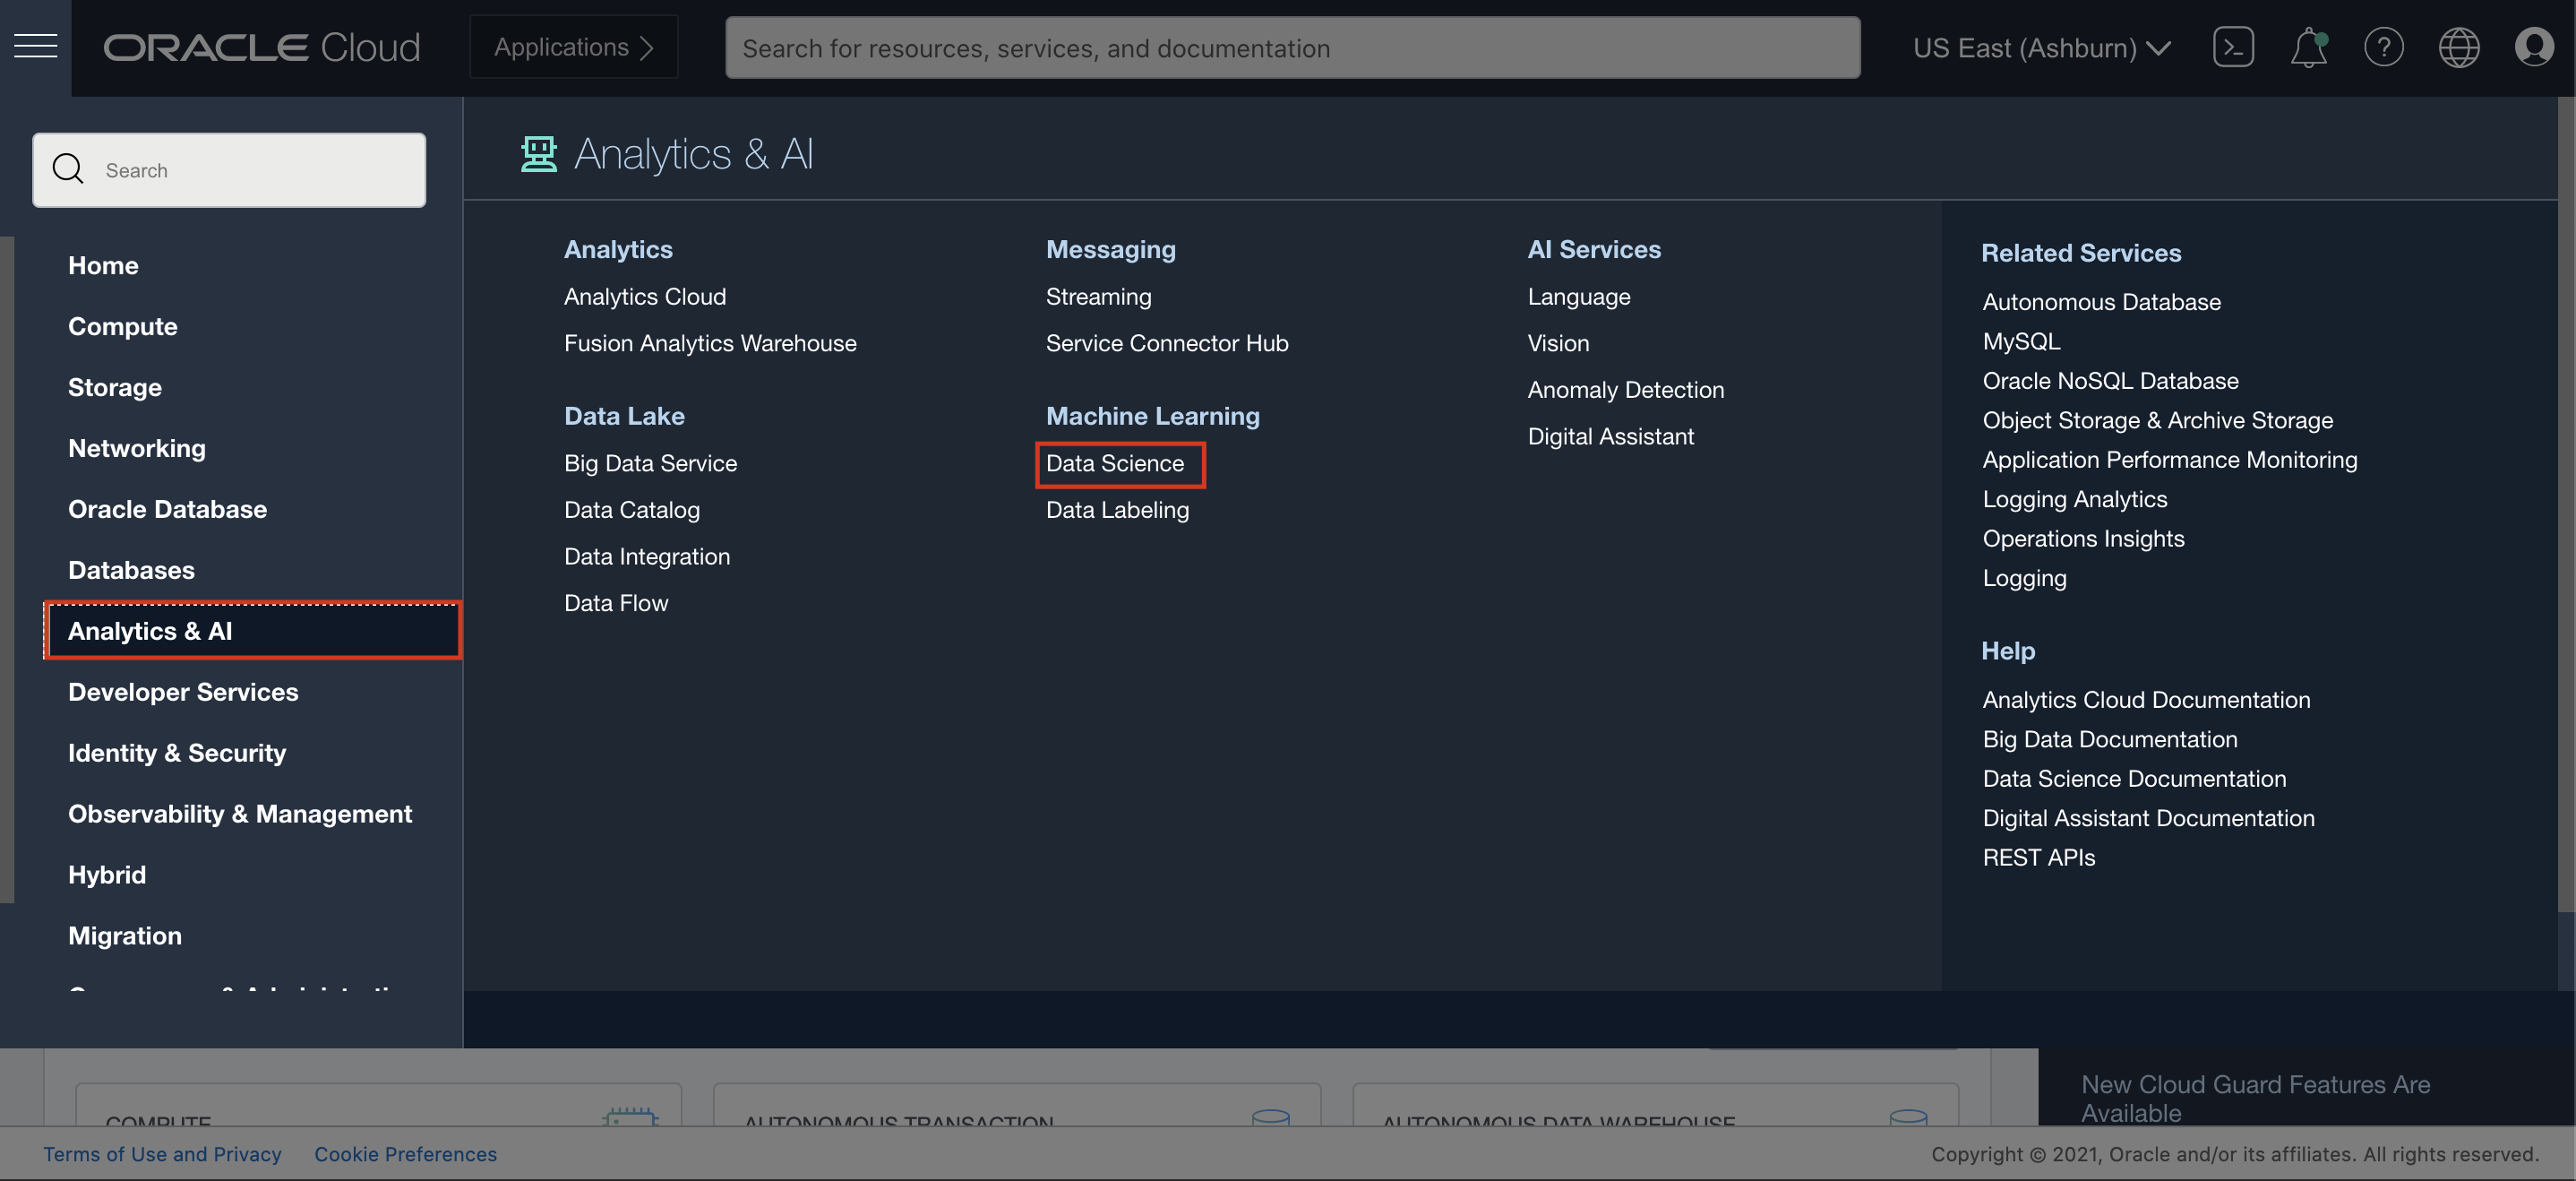 ORACLE Cloud
Applications
Search for resources, services, and documentation
US East (Ashburn)
Search
Home
Compute
Storage
Networking
Oracle Database
Databases
Analytics & AI
Developer Services
Identity & Security
Observability & Management
Hybrid
Migration
Analytics & AI
Analytics
Analytics Cloud
Fusion Analytics Warehouse
Data Lake
Big Data Service
Data Catalog
Data Integration
Data Flow
Messaging
Streaming
Service Connector Hub
Machine Learning
Data Science
Data Labeling
AI Services
Language
Vision
Anomaly Detection
Digital Assistant
Related Services
Autonomous Database
MySQL
Oracle NoSQL Database
Object Storage & Archive Storage
Application Performance Monitoring
Logging Analytics
Operations Insights
Logging
Help
Analytics Cloud Documentation
Big Data Documentation
Data Science Documentation
Digital Assistant Documentation
REST APIs
COMPUTE
AUTONOMOUS TRANSACTION
AUTONOMOUS DATA WAREHOUSE
New Cloud Guard Features Are
Available
Terms of Use and Privacy
Cookie Preferences
Copyright © 2021, Oracle and/or its affiliates. All rights reserved.